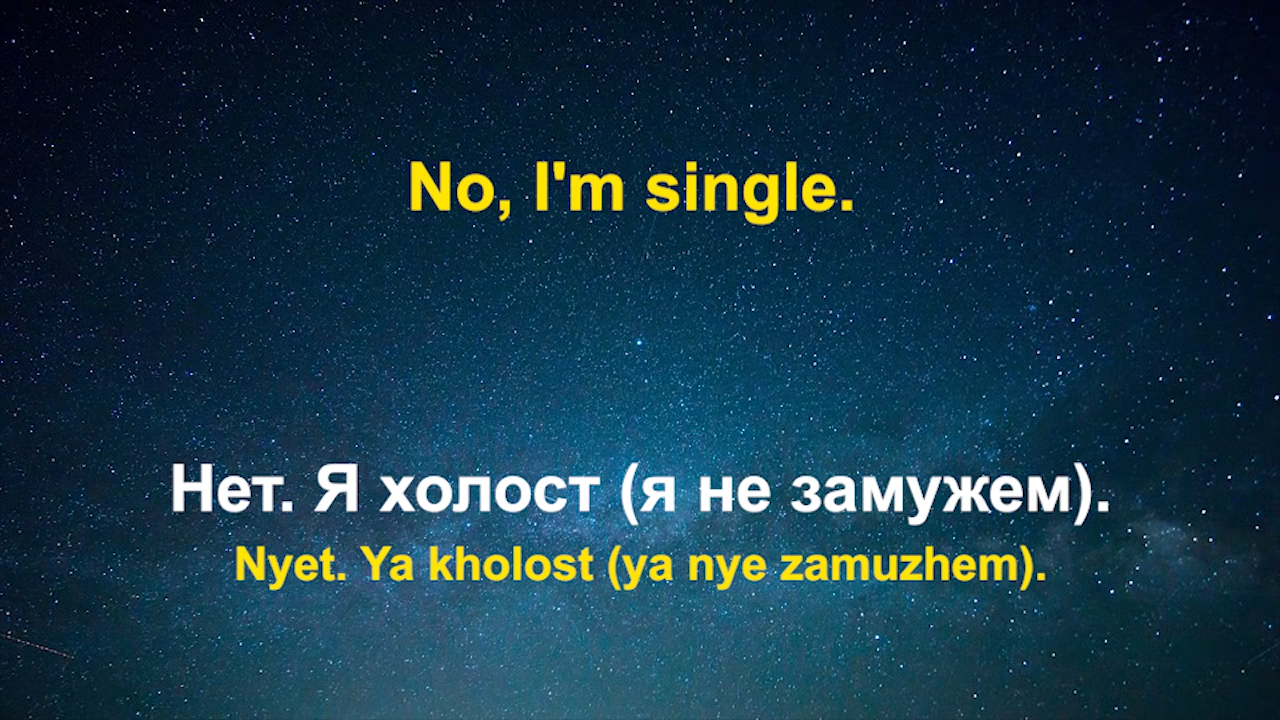 No, I'm single.
Нет. Я холост (я не замужем).
Nyet. Ya kholost (ya nye zamuzhem).